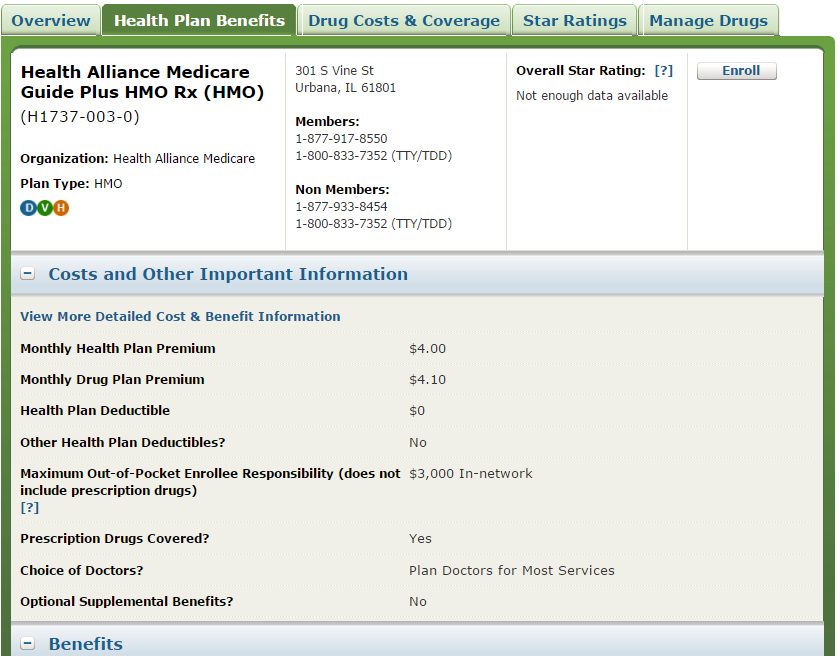 Overview
Health Plan Benefits
Drug Costs & Coverage
Star Ratings
Manage Drugs
Health Alliance Medicare
Guide Plus HMO Rx (HMO)
(H1737-003-0)
Organization: Health Alliance Medicare
Plan Type: HMO
D V H
301 S Vine St
Urbana, IL 61801
Members:
1-877-917-8550
1-800-833-7352 (TTY/TDD)
Non Members:
1-877-933-8454
1-800-833-7352 (TTY/TDD)
Overall Star Rating: [?]
Not enough data available
Enroll
Costs and Other Important Information
View More Detailed Cost & Benefit Information
Monthly Health Plan Premium $4.00
Monthly Drug Plan Premium $4.10
Health Plan Deductible $0
Other Health Plan Deductibles? No
Maximum Out-of-Pocket Enrollee Responsibility (does not $3,000 In-network
include prescription drugs)
[?]
Prescription Drugs Covered? Yes
Choice of Doctors? Plan Doctors for Most Services
Optional Supplemental Benefits? No
Benefits